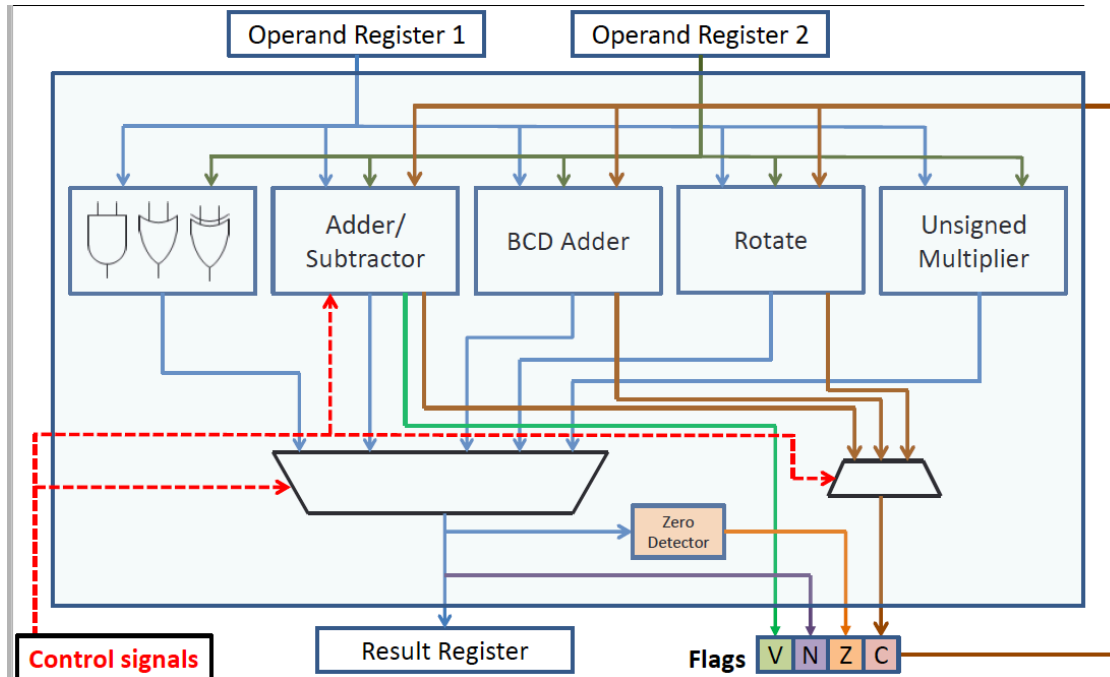 Operand Register 1
Operand Register 2
Adder/
Subtractor
BCD Adder
Rotate
Unsigned
Multiplier
Zero
Detector
Control signals
Result Register
Flags
V N Z C